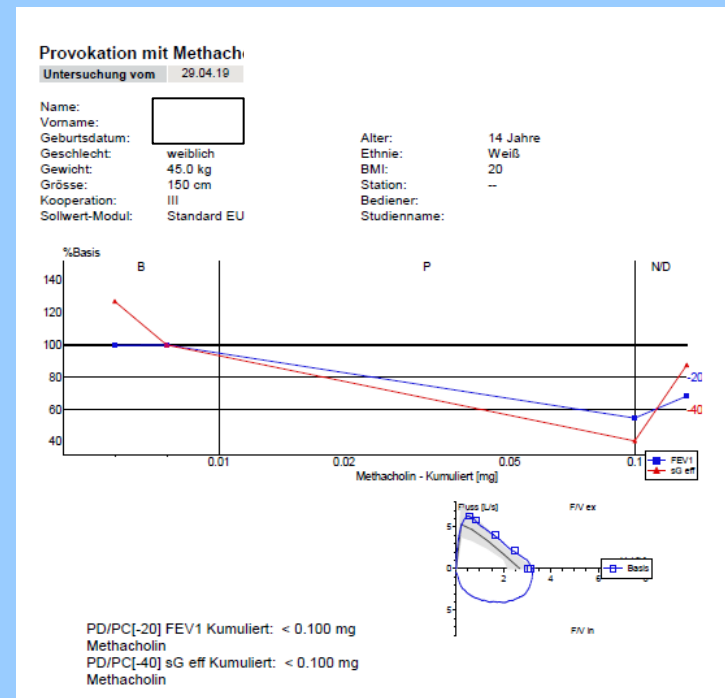 Provokation mit Methach
Untersuchung vom 29.04.19
Name:
Vorname:
Geburtsdatum:
Geschlecht: weiblich
Gewicht: 45.0 kg
Grösse: 150 cm
Kooperation: III
Sollwert-Modul: Standard EU
Alter: 14 Jahre
Ethnie: Weiß
BMI: 20
Station: --
Bediener:
Studienname:
%Basis
B P N/D
140
120
100
80 -20
60 -40
40
0.01 0.02 0.05 0.1
Methacholin - Kumuliert [mg]
FEV1
sG eff
Fluss [L/s] F/V ex
5
0 2 4 6 8
Basis
5
F/V in
PD/PC[-20] FEV1 Kumuliert: < 0.100 mg
Methacholin
PD/PC[-40] sG eff Kumuliert: < 0.100 mg
Methacholin